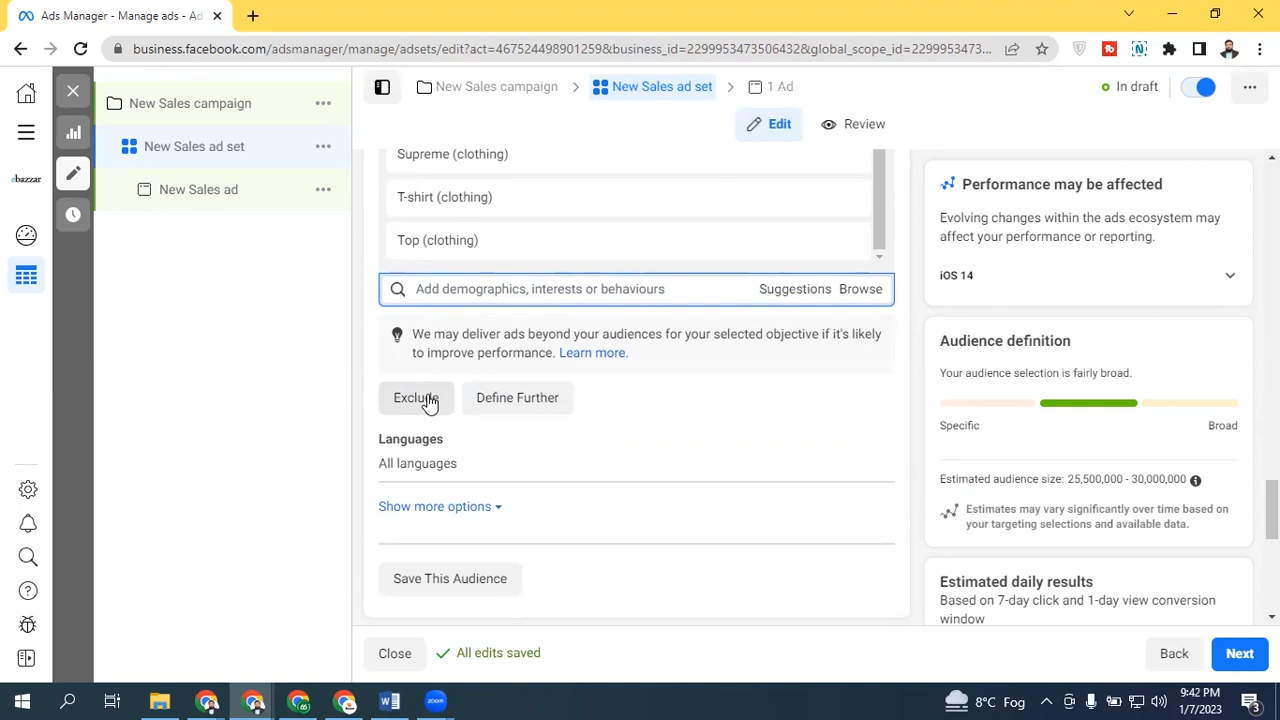 Ads Manager - Manage ads - Ad
business.facebook.com/adsmanager/manage/adsets/edit?act=467524498901259&business_id=2299953473506432&global_scope_id=2299953473...
New Sales campaign
New Sales ad set
New Sales ad
ebazzar
New Sales campaign > New Sales ad set > 1 Ad
In draft
Edit
Review
Supreme (clothing)
T-shirt (clothing)
Top (clothing)
Add demographics, interests or behaviours Suggestions Browse
We may deliver ads beyond your audiences for your selected objective if it's likely
to improve performance. Learn more.
Exclude
Define Further
Languages
All languages
Show more options
Save This Audience
Close
All edits saved
Back
Next
Performance may be affected
Evolving changes within the ads ecosystem may
affect your performance or reporting.
iOS 14
Audience definition
Your audience selection is fairly broad.
Specific
Broad
Estimated audience size: 25,500,000 - 30,000,000
Estimates may vary significantly over time based on
your targeting selections and available data.
Estimated daily results
Based on 7-day click and 1-day view conversion
window
zoom
8°C Fog
9:42 PM
1/7/2023
3